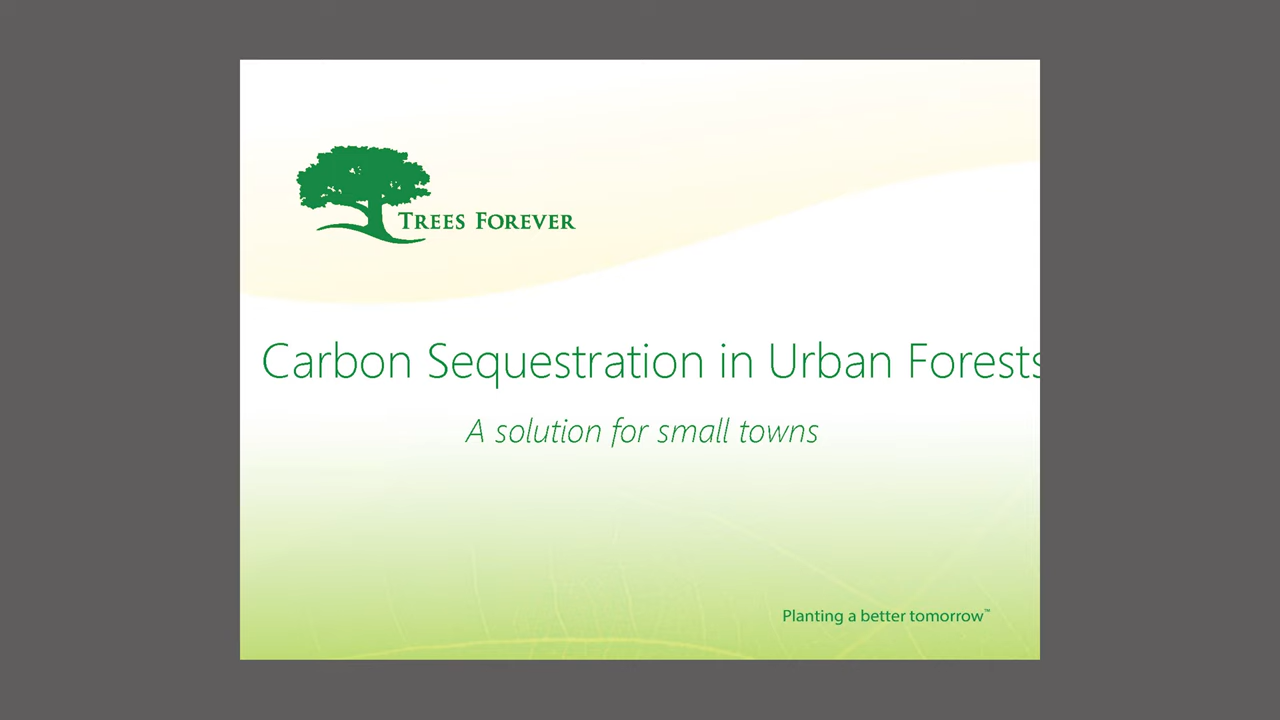 Trees Forever
Carbon Sequestration in Urban Forests
A solution for small towns
Planting a better tomorrow™